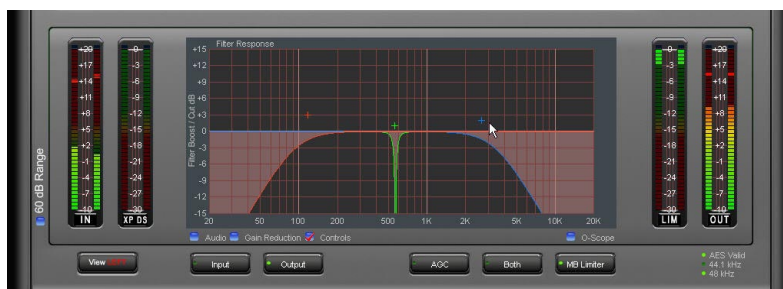 Filter Response
+20 -0 +15 -0 +20
+17 -3 +12 -3 +17
+14 -6 +9 -6 +14
+11 -9 +6 -9 +11
+8 -12 +3 -12 +8
+5 -15 0 -15 +5
+2 -18 -3 -18 +2
-1 -21 -6 -21 -1
-4 -24 -9 -24 -4
-7 -27 -12 -27 -7
-10 -30 -15 -30 -10
Filter Boost / Cut dB
60 dB Range
IN XP DS LIM OUT
20 50 100 200 500 1K 2K 5K 10K 20K
Audio Gain Reduction Controls O-Scope
View
Input Output AGC Both MB Limiter
AES Valid
44.1 kHz
48 kHz